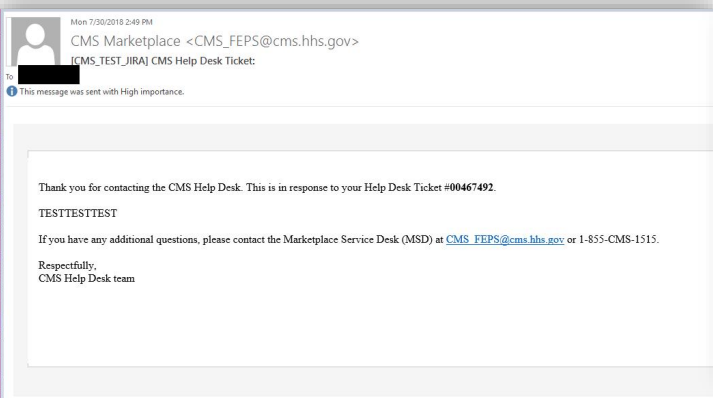 Mon 7/30/2018 2:49 PM
CMS Marketplace <CMS_FEPS@cms.hhs.gov>
[CMS_TEST_JIRA] CMS Help Desk Ticket:
To
This message was sent with High importance.
Thank you for contacting the CMS Help Desk. This is in response to your Help Desk Ticket #00467492.
TESTTESTTEST
If you have any additional questions, please contact the Marketplace Service Desk (MSD) at CMS_FEPS@cms.hhs.gov or 1-855-CMS-1515.
Respectfully,
CMS Help Desk team